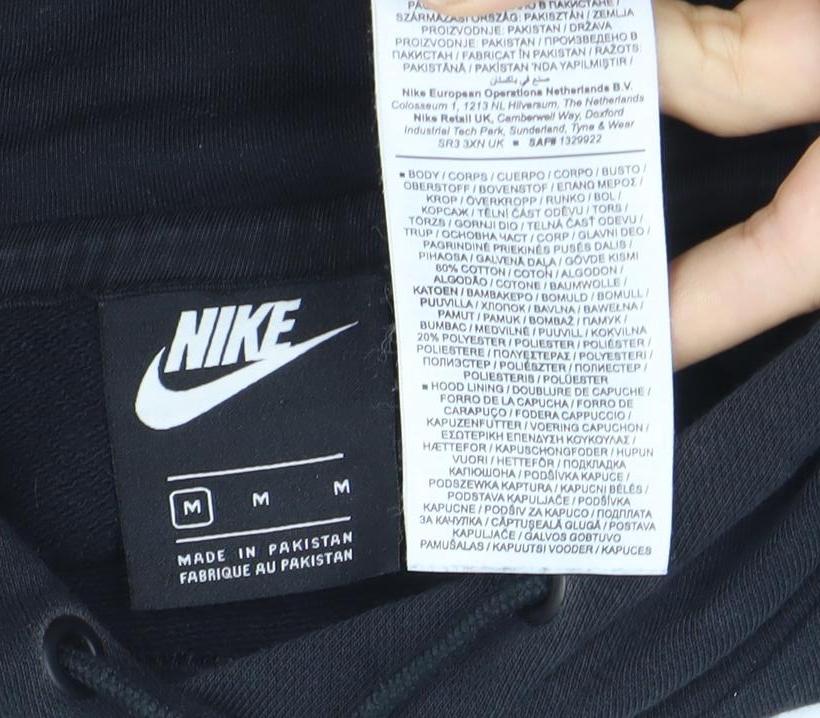 NIKE
M M M
MADE IN PAKISTAN
FABRIQUÉ AU PAKISTAN
В ПАКИСТАНЕ /
SZÁRMAZÁSI ORSZÁG: PAKISZTÁN / ZEMLJA
PROIZVODNJE: PAKISTAN / DRŽAVA
PROIZVODNJE: PAKISTAN / ПРОИЗВЕДЕНО В
ПАКИСТАН / FABRICAT ÎN PAKISTAN / RAŽOTS:
PAKISTĀNĀ / PAKİSTAN 'NDA YAPILMIŞTIR /
صنع في باكستان
Nike European Operations Netherlands B.V.
Colosseum 1, 1213 NL Hilversum, The Netherlands
Nike Retail UK, Camberwell Way, Doxford
Industrial Tech Park, Sunderland, Tyne & Wear
SR3 3XN UK ■ SAP# 1329922
■ BODY / CORPS / CUERPO / CORPO / BUSTO /
OBERSTOFF / BOVENSTOF / ΕΠΑΝΩ ΜΕΡΟΣ /
KROP / ÖVERKROPP / RUNKO / BOL /
КОРСАЖ / TĚLNÍ ČÁST ODĚVU / TORS /
TÖRZS / GORNJI DIO / TELNÁ ČASŤ ODEVU /
TRUP / ОСНОВНА ЧАСТ / CORP / GLAVNI DEO /
PAGRINDINĖ PRIEKINĖS PUSĖS DALIS /
PIHAOSA / GALVENĀ DAĻA / GÖVDE KISMI
80% COTTON / COTON / ALGODON /
ALGODÃO / COTONE / BAUMWOLLE /
KATOEN / ΒΑΜΒΑΚΕΡΟ / BOMULD / BOMULL /
PUUVILLA / ХЛОПОК / BAVLNA / BAWEŁNA /
PAMUT / PAMUK / BOMBAŽ / ПАМУК /
BUMBAC / MEDVILNĖ / PUUVILL / KOKVILNA
20% POLYESTER / POLIESTER / POLIÉSTER /
POLIESTERE / ΠΟΛΥΕΣΤΕΡΑΣ / POLYESTERI /
ПОЛИЭСТЕР / POLIÉSZTER / ПОЛИЕСТЕР /
POLIESTERIS / POLÜESTER
■ HOOD LINING / DOUBLURE DE CAPUCHE /
FORRO DE LA CAPUCHA / FORRO DE
CARAPUÇO / FODERA CAPPUCCIO /
KAPUZENFUTTER / VOERING CAPUCHON /
ΕΣΩΤΕΡΙΚΗ ΕΠΕΝΔΥΣΗ ΚΟΥΚΟΥΛΑΣ /
HÆTTEFOR / KAPUSCHONGFODER / HUPUN
VUORI / HETTEFÔR / ПОДКЛАДКА
КАПЮШОНА / PODŠÍVKA KAPUCE /
PODSZEWKA KAPTURA / KAPUCNI BÉLÉS /
PODSTAVA KAPULJAČE / PODŠÍVKA
KAPUCNE / PODŠIV ZA KAPUCO / ПОДПЛАТА
ЗА КАЧУЛКА / CĂPTUŞEALĂ GLUGĂ / POSTAVA
KAPULJAČE / GALVOS GOBTUVO
PAMUŠALAS / KAPUUTSI VOODER / KAPUCES